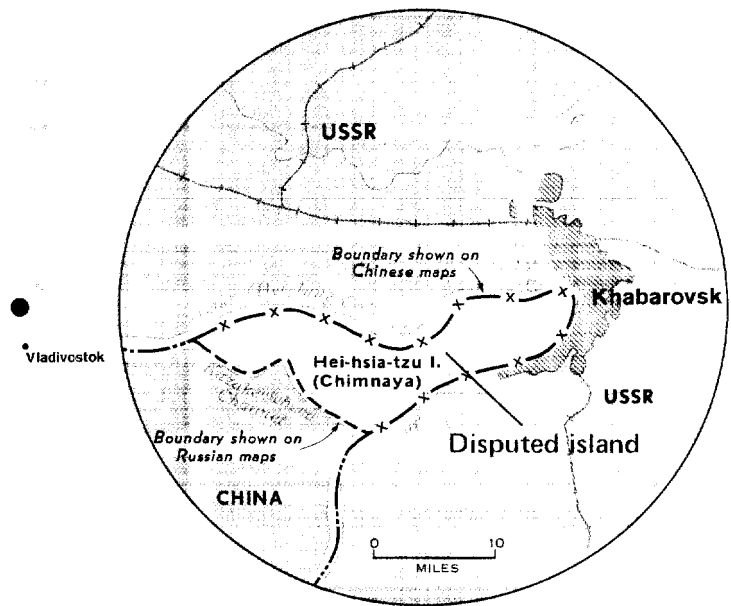 USSR
Boundary shown on
Chinese maps
Khabarovsk
Vladivostok
Hei-hsia-tzu I.
(Chimnaya)
USSR
Boundary shown on
Russian maps
Disputed island
CHINA
0 10
MILES